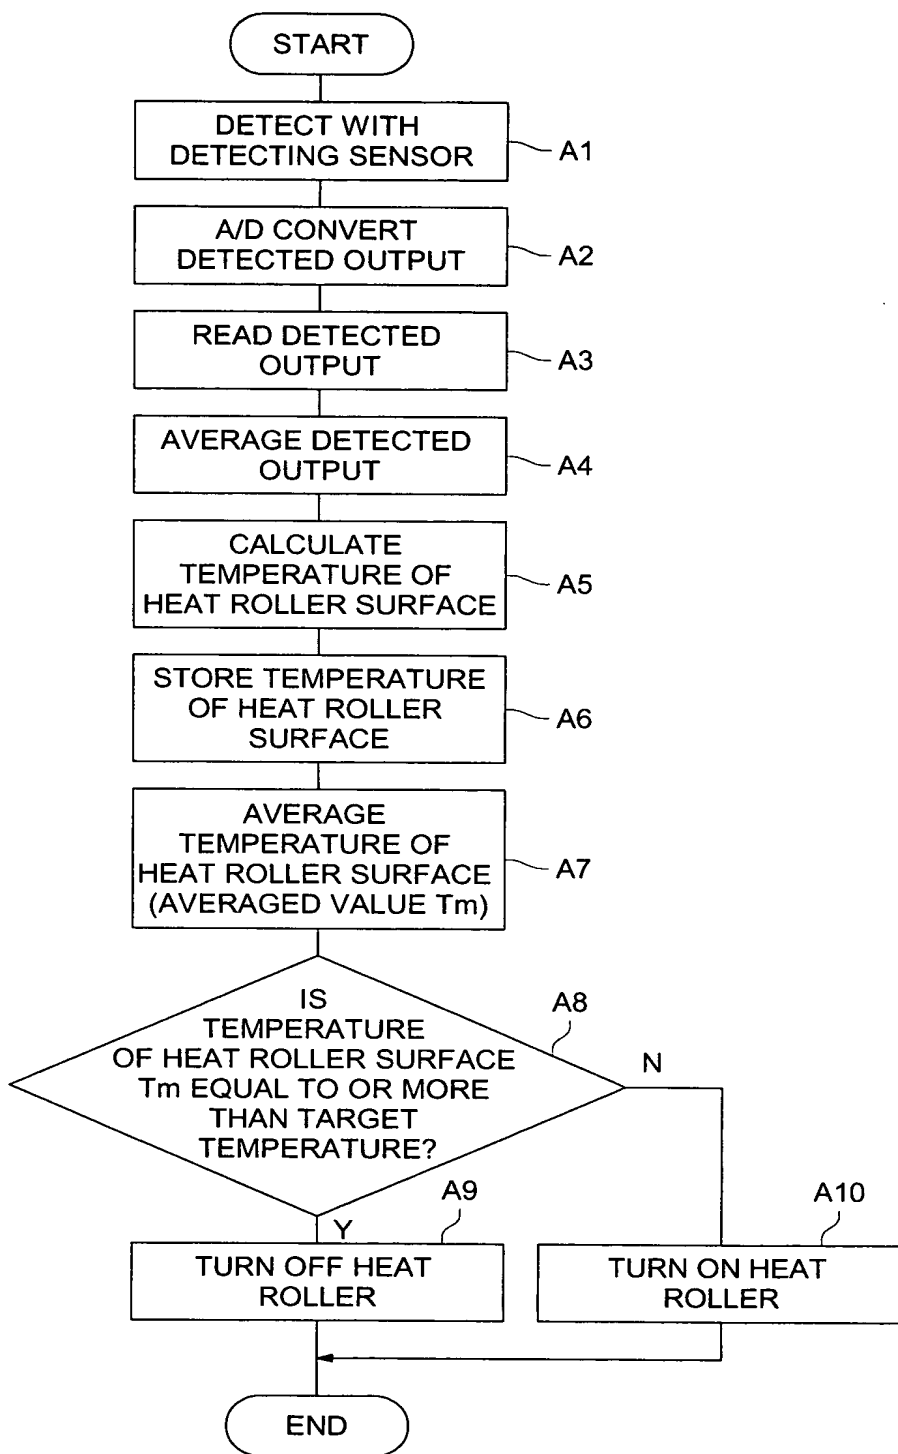 START
DETECT WITH
DETECTING SENSOR
A1
A/D CONVERT
DETECTED OUTPUT
A2
READ DETECTED
OUTPUT
A3
AVERAGE DETECTED
OUTPUT
A4
CALCULATE
TEMPERATURE OF
HEAT ROLLER SURFACE
A5
STORE TEMPERATURE
OF HEAT ROLLER
SURFACE
A6
AVERAGE
TEMPERATURE OF
HEAT ROLLER SURFACE
(AVERAGED VALUE Tm)
A7
IS
TEMPERATURE
OF HEAT ROLLER SURFACE
Tm EQUAL TO OR MORE
THAN TARGET
TEMPERATURE?
A8
N
Y
A9
TURN OFF HEAT
ROLLER
A10
TURN ON HEAT
ROLLER
END